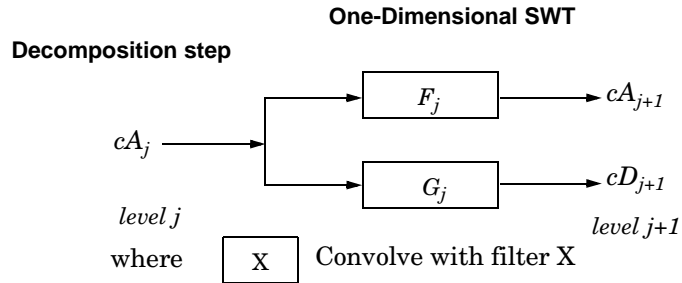 One-Dimensional SWT
Decomposition step
F_j
cA_{j+1}
cA_j
G_j
cD_{j+1}
level j
level j+1
where X Convolve with filter X